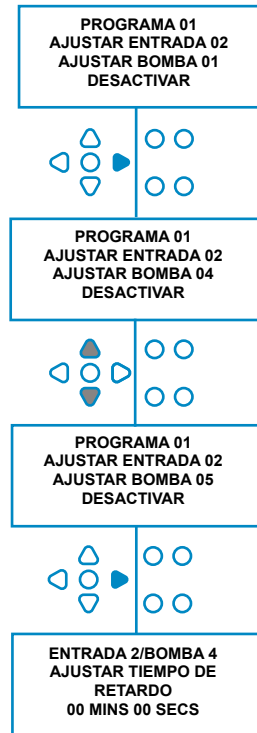 PROGRAMA 01
AJUSTAR ENTRADA 02
AJUSTAR BOMBA 01
DESACTIVAR
PROGRAMA 01
AJUSTAR ENTRADA 02
AJUSTAR BOMBA 04
DESACTIVAR
PROGRAMA 01
AJUSTAR ENTRADA 02
AJUSTAR BOMBA 05
DESACTIVAR
ENTRADA 2/BOMBA 4
AJUSTAR TIEMPO DE
RETARDO
00 MINS 00 SECS